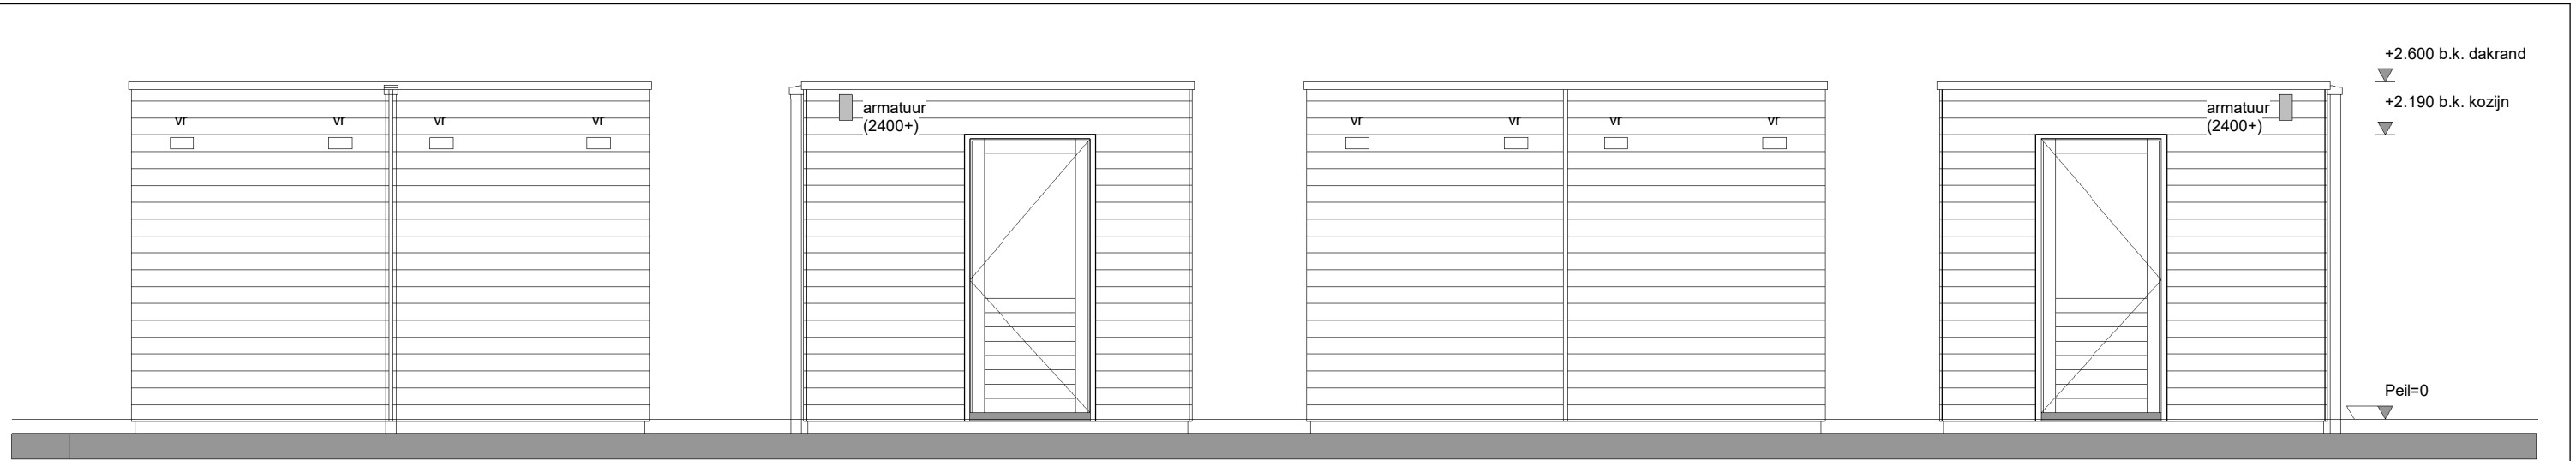 +2.600 b.k. dakrand
+2.190 b.k. kozijn
armatuur
(2400+)
armatuur
(2400+)
vr
vr
vr
vr
vr
vr
vr
vr
Peil=0